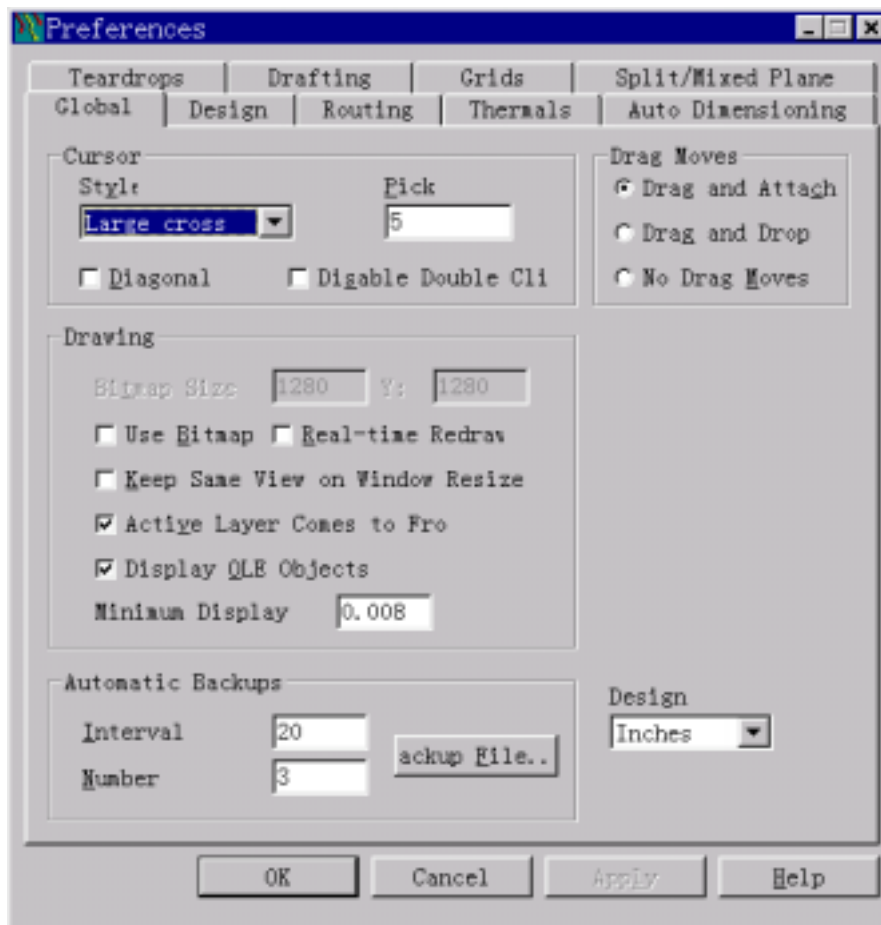 Preferences
Teardrops Drafting Grids Split/Mixed Plane
Global Design Routing Thermals Auto Dimensioning
Cursor
Style Pick
Large cross 5
Diagonal Disable Double Cli
Drag Moves
Drag and Attach
Drag and Drop
No Drag Moves
Drawing
Bitmap Size 1280 Y: 1280
Use Bitmap Real-time Redraw
Keep Same View on Window Resize
Active Layer Comes to Fro
Display OLE Objects
Minimum Display 0.008
Automatic Backups
Interval 20
Number 3
ackup File..
Design
Inches
OK Cancel Apply Help